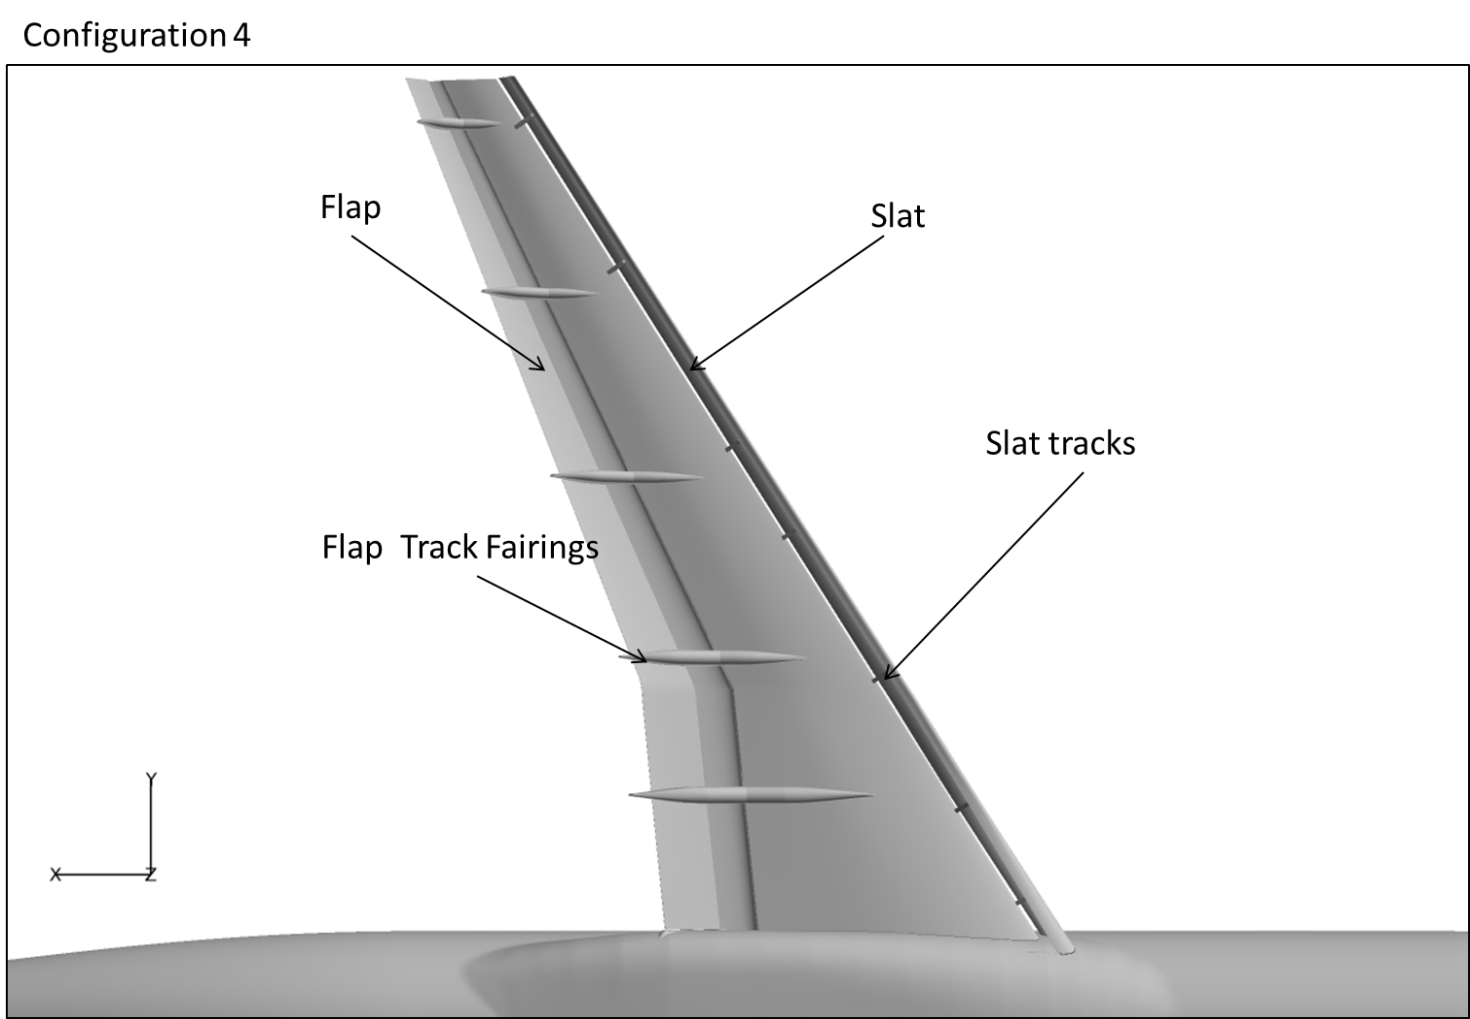 Configuration 4
Flap
Slat
Slat tracks
Flap Track Fairings
Y
X
Z